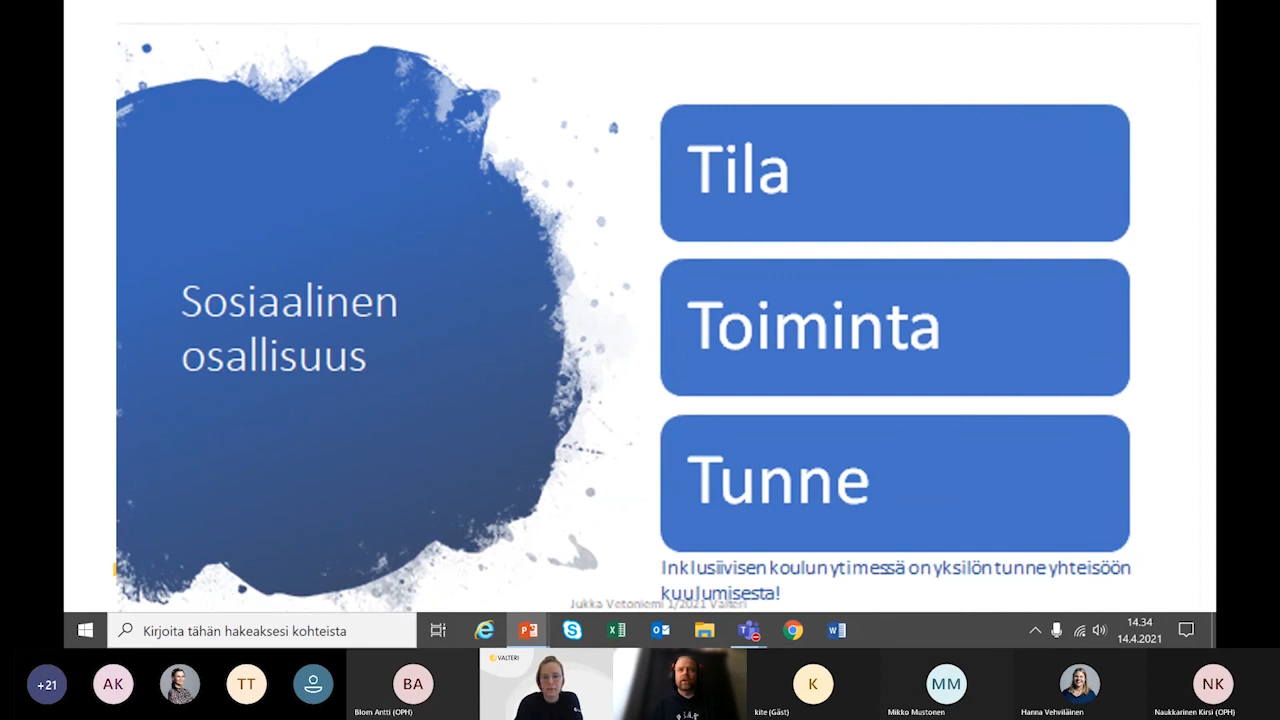 Sosiaalinen
osallisuus
Tila
Toiminta
Tunne
Inklusiivisen koulun ytimessä on yksilön tunne yhteisöön
kuulumisesta!
Jukka Vetoniemi 1/2021 Valteri
Kirjoita tähän hakeaksesi kohteista
14.34
14.4.2021
+21
AK
TT
BA
Blom Antti (OPH)
VALTERI
K
kite (Gäst)
MM
Mikko Mustonen
Hanna Vehviläinen
NK
Naukkarinen Kirsi (OPH)